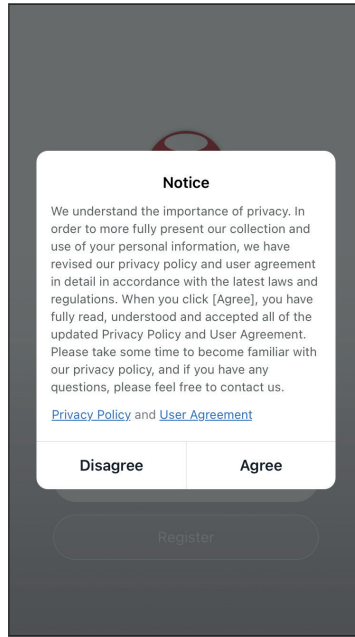 Notice
We understand the importance of privacy. In
order to more fully present our collection and
use of your personal information, we have
revised our privacy policy and user agreement
in detail in accordance with the latest laws and
regulations. When you click [Agree], you have
fully read, understood and accepted all of the
updated Privacy Policy and User Agreement.
Please take some time to become familiar with
our privacy policy, and if you have any
questions, please feel free to contact us.
Privacy Policy and User Agreement
Disagree Agree
Register